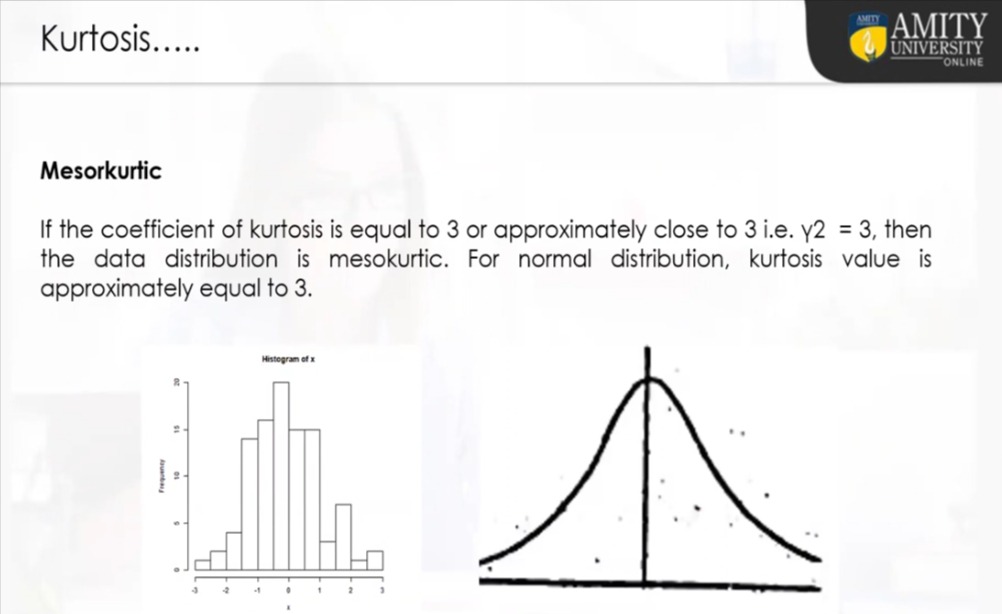 Kurtosis.....
AMITY
AMITY
UNIVERSITY
ONLINE
Mesorkurtic
If the coefficient of kurtosis is equal to 3 or approximately close to 3 i.e. γ2 = 3, then
the data distribution is mesokurtic. For normal distribution, kurtosis value is
approximately equal to 3.
Histogram of x
Frequency
20
15
10
5
0
-3 -2 -1 0 1 2 3
x